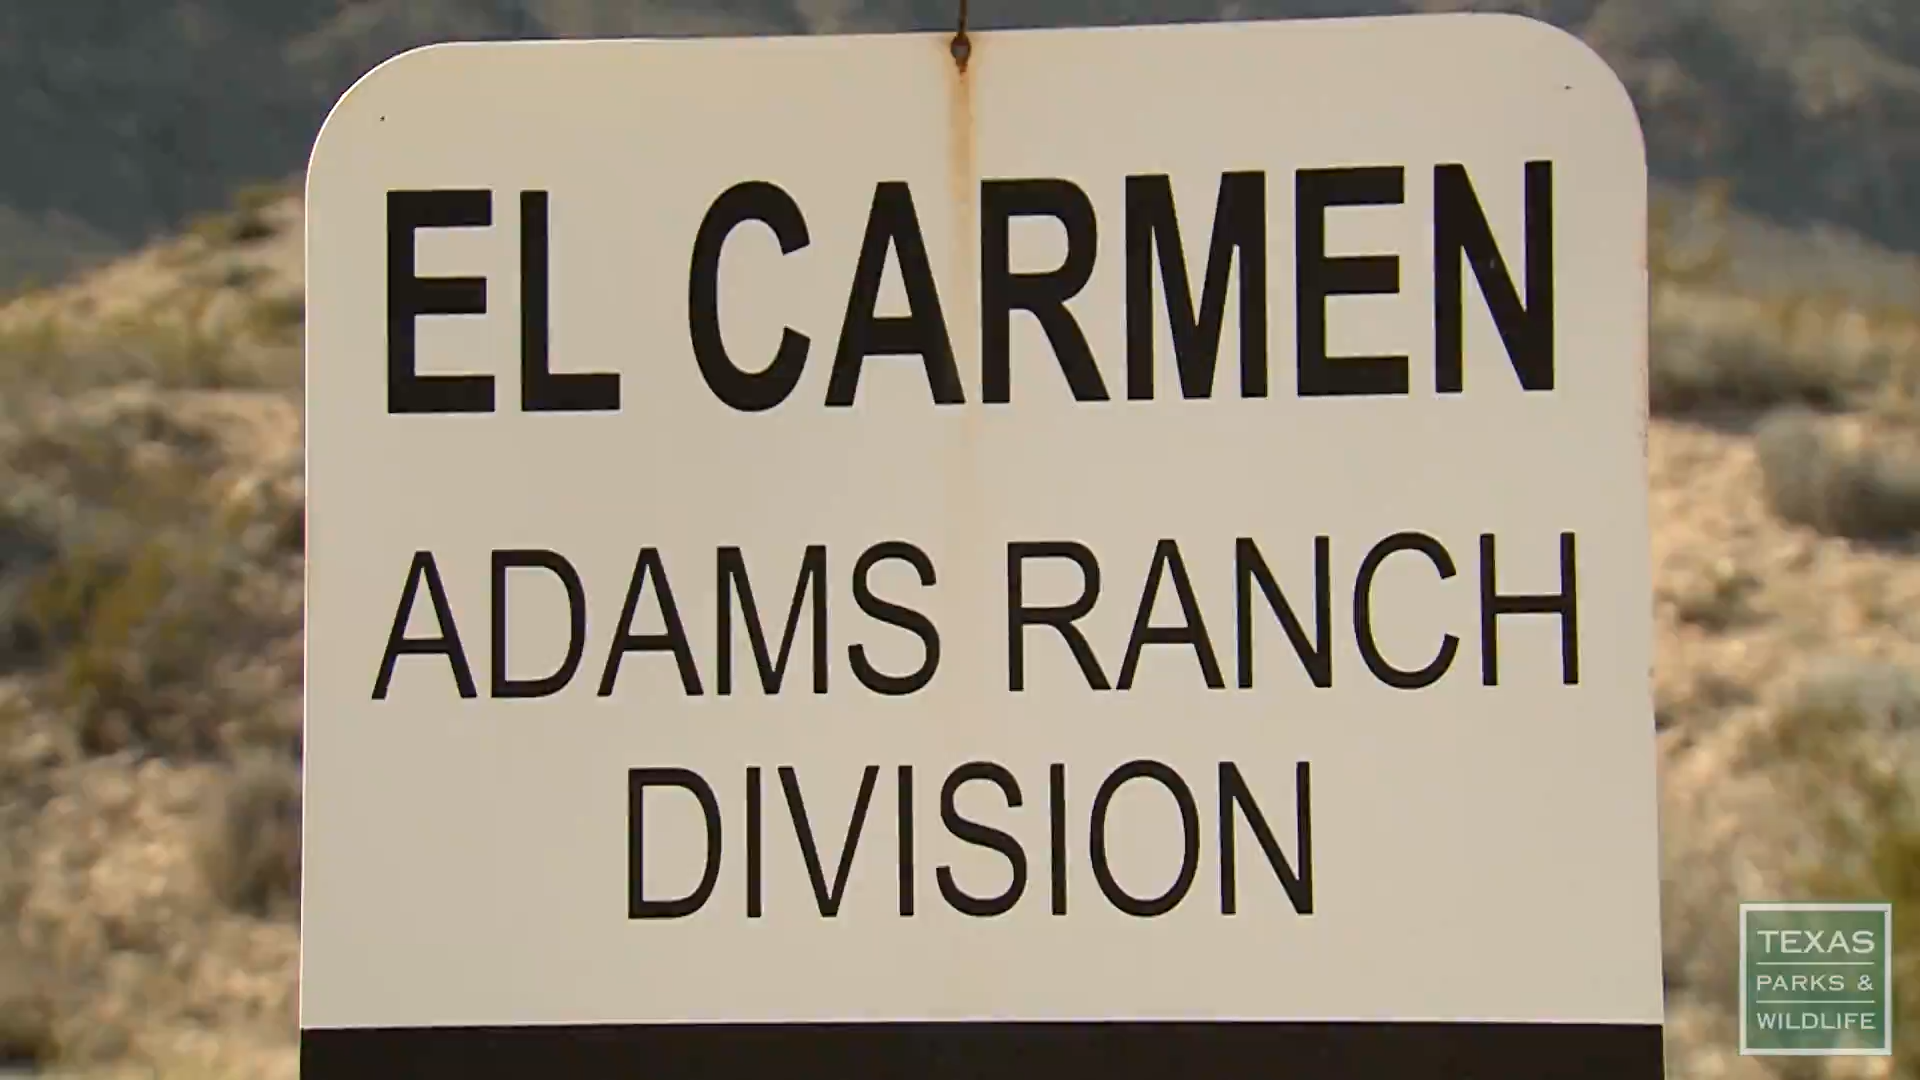 EL CARMEN
ADAMS RANCH
DIVISION
TEXAS
PARKS &
WILDLIFE